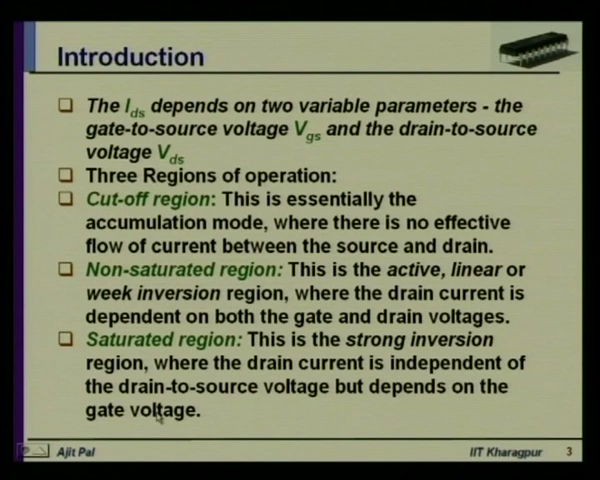 Introduction
The Ids depends on two variable parameters - the
gate-to-source voltage Vgs and the drain-to-source
voltage Vds
Three Regions of operation:
Cut-off region: This is essentially the
accumulation mode, where there is no effective
flow of current between the source and drain.
Non-saturated region: This is the active, linear or
week inversion region, where the drain current is
dependent on both the gate and drain voltages.
Saturated region: This is the strong inversion
region, where the drain current is independent of
the drain-to-source voltage but depends on the
gate voltage.
Ajit Pal IIT Kharagpur 3